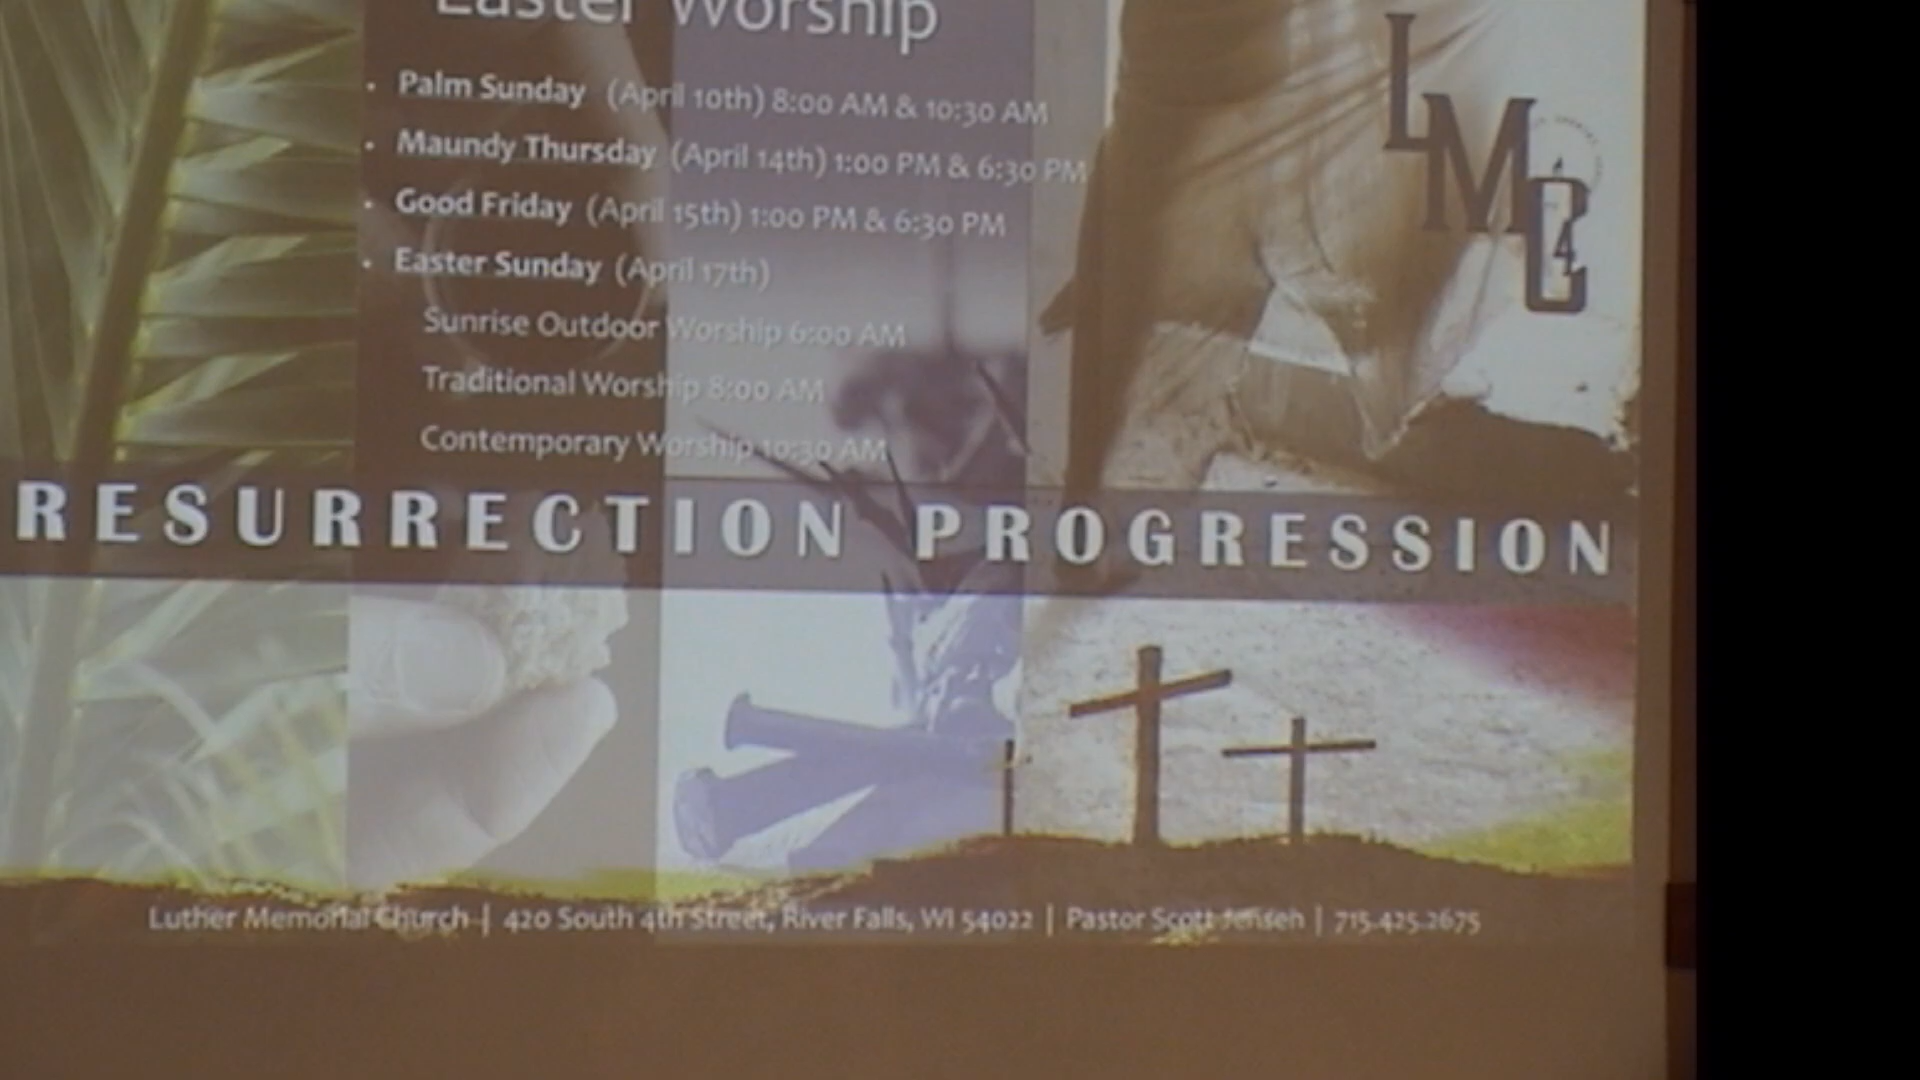 Easter Worship
• Palm Sunday (April 10th) 8:00 AM & 10:30 AM
• Maundy Thursday (April 14th) 1:00 PM & 6:30 PM
• Good Friday (April 15th) 1:00 PM & 6:30 PM
• Easter Sunday (April 17th)
Sunrise Outdoor Worship 6:00 AM
Traditional Worship 8:00 AM
Contemporary Worship 10:30 AM
LMC
4
RESURRECTION PROGRESSION
Luther Memorial Church | 420 South 4th Street, River Falls, WI 54022 | Pastor Scott Jensen | 715.425.2675